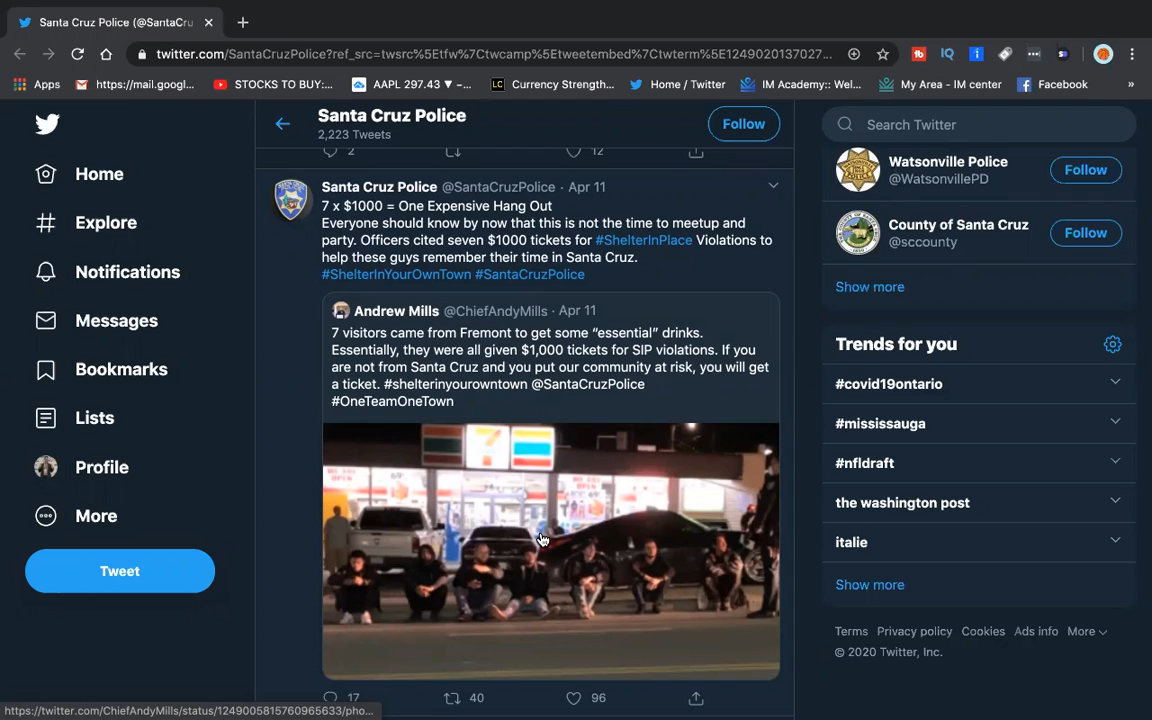 Santa Cruz Police (@SantaCru
twitter.com/SantaCruzPolice?ref_src=twsrc%5Etfw%7Ctwcamp%5Etweetembed%7Ctwterm%5E1249020137027...
Apps
https://mail.googl...
STOCKS TO BUY:...
AAPL 297.43 ▼ –...
LC Currency Strength...
Home / Twitter
IM Academy:: Wel...
My Area - IM center
Facebook
»
Santa Cruz Police
2,223 Tweets
Follow
2
12
Home
Explore
Notifications
Messages
Bookmarks
Lists
Profile
More
Tweet
Santa Cruz Police @SantaCruzPolice · Apr 11
7 x $1000 = One Expensive Hang Out
Everyone should know by now that this is not the time to meetup and
party. Officers cited seven $1000 tickets for #ShelterInPlace Violations to
help these guys remember their time in Santa Cruz.
#ShelterInYourOwnTown #SantaCruzPolice
Andrew Mills @ChiefAndyMills · Apr 11
7 visitors came from Fremont to get some “essential” drinks.
Essentially, they were all given $1,000 tickets for SIP violations. If you
are not from Santa Cruz and you put our community at risk, you will get
a ticket. #shelterinyourowntown @SantaCruzPolice
#OneTeamOneTown
7
17
40
96
Search Twitter
Watsonville Police
@WatsonvillePD
Follow
County of Santa Cruz
@sccounty
Follow
Show more
Trends for you
#covid19ontario
#mississauga
#nfldraft
the washington post
italie
Show more
Terms Privacy policy Cookies Ads info More
© 2020 Twitter, Inc.
https://twitter.com/ChiefAndyMills/status/1249005815760965633/pho...